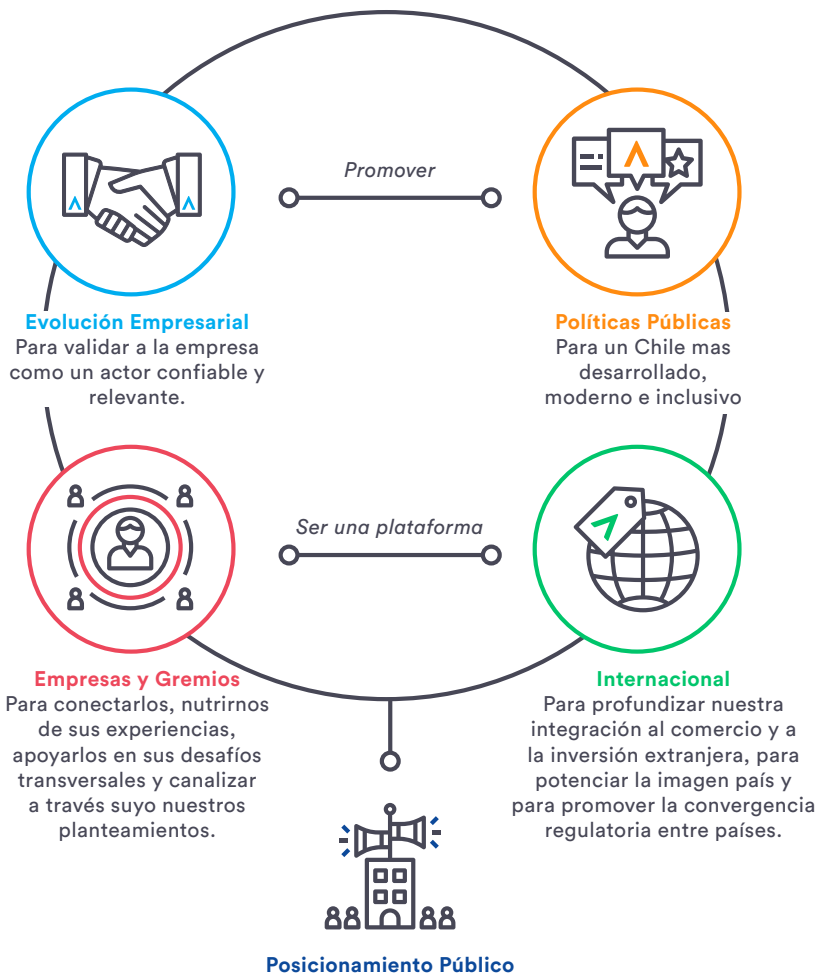 Promover
Evolución Empresarial
Para validar a la empresa
como un actor confiable y
relevante.
Políticas Públicas
Para un Chile mas
desarrollado,
moderno e inclusivo
Ser una plataforma
Empresas y Gremios
Para conectarlos, nutrirnos
de sus experiencias,
apoyarlos en sus desafíos
transversales y canalizar
a través suyo nuestros
planteamientos.
Internacional
Para profundizar nuestra
integración al comercio y a
la inversión extranjera, para
potenciar la imagen país y
para promover la convergencia
regulatoria entre países.
Posicionamiento Público